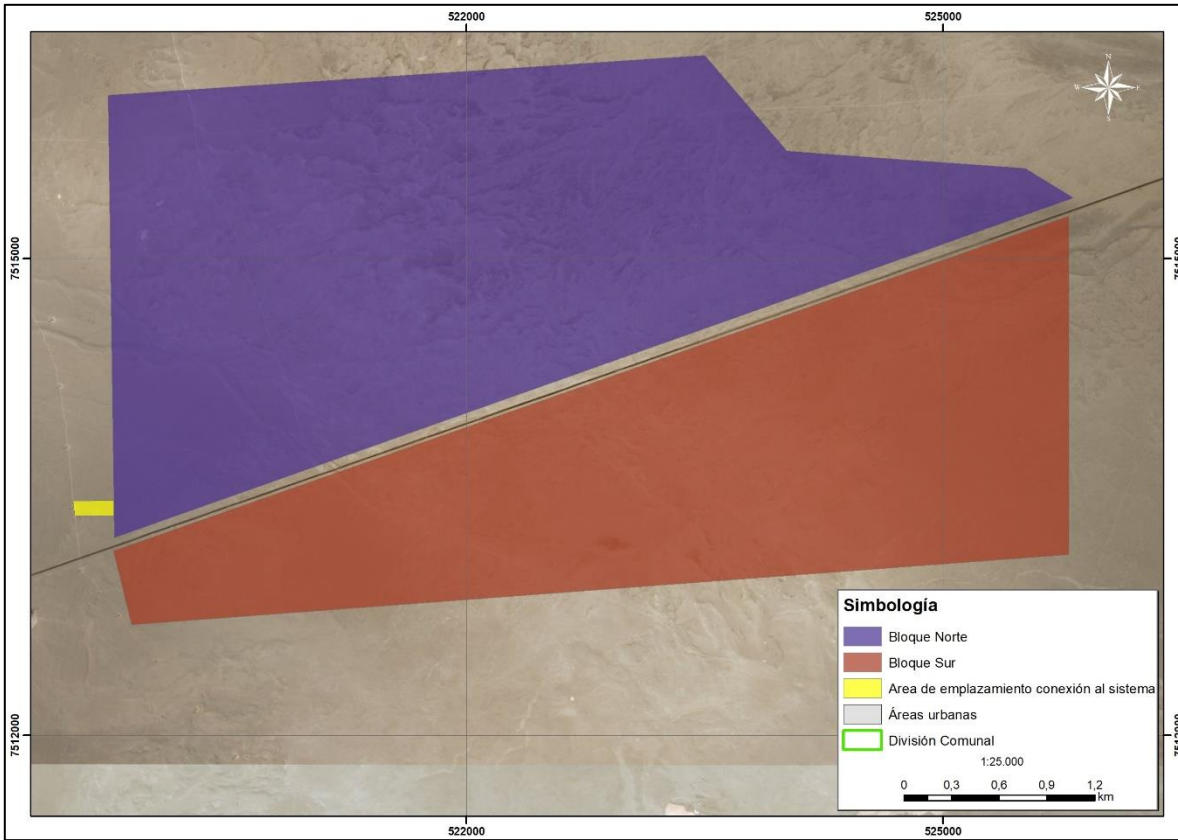 522000
525000
N
W
E
S
7515000
7515000
7512000
7512000
Simbología
Bloque Norte
Bloque Sur
Area de emplazamiento conexión al sistema
Áreas urbanas
División Comunal
1:25.000
0 0,3 0,6 0,9 1,2
km
522000
525000